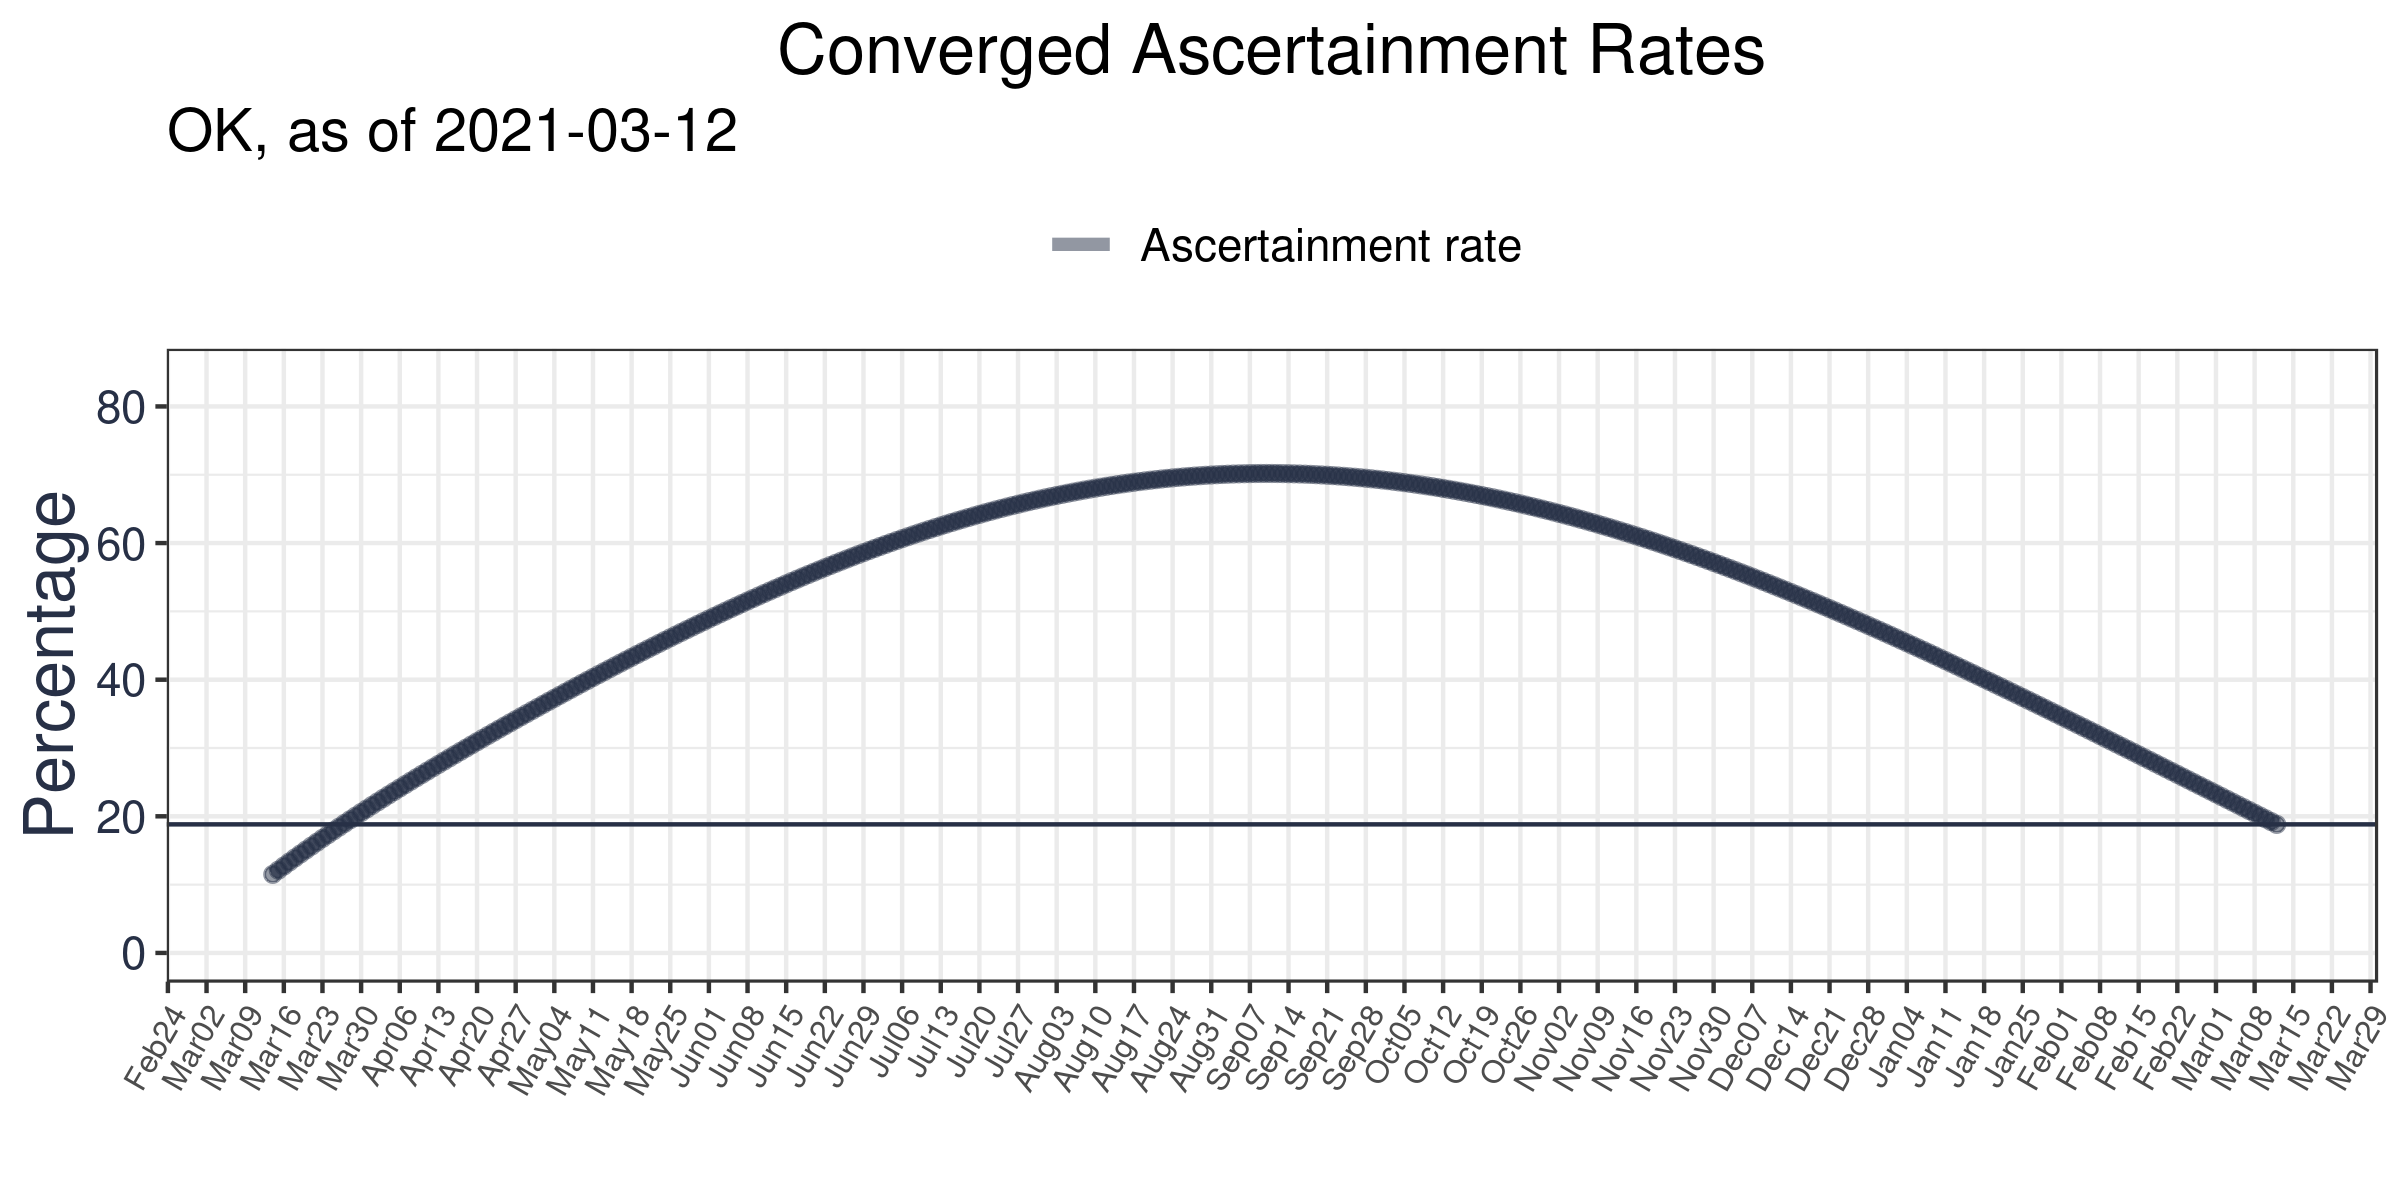 Converged Ascertainment Rates
OK, as of 2021-03-12
Ascertainment rate
Percentage
80
60
40
20
0
Feb24
Mar02
Mar09
Mar16
Mar23
Mar30
Apr06
Apr13
Apr20
Apr27
May04
May11
May18
May25
Jun01
Jun08
Jun15
Jun22
Jun29
Jul06
Jul13
Jul20
Jul27
Aug03
Aug10
Aug17
Aug24
Aug31
Sep07
Sep14
Sep21
Sep28
Oct05
Oct12
Oct19
Oct26
Nov02
Nov09
Nov16
Nov23
Nov30
Dec07
Dec14
Dec21
Dec28
Jan04
Jan11
Jan18
Jan25
Feb01
Feb08
Feb15
Feb22
Mar01
Mar08
Mar15
Mar22
Mar29